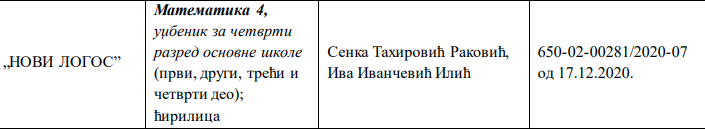 „НОВИ ЛОГОС”
Математика 4,
уџбеник за четврти
разред основне школе
(први, други, трећи и
четврти део);
ћирилица
Сенка Тахировић Раковић,
Ива Иванчевић Илић
650-02-00281/2020-07
од 17.12.2020.